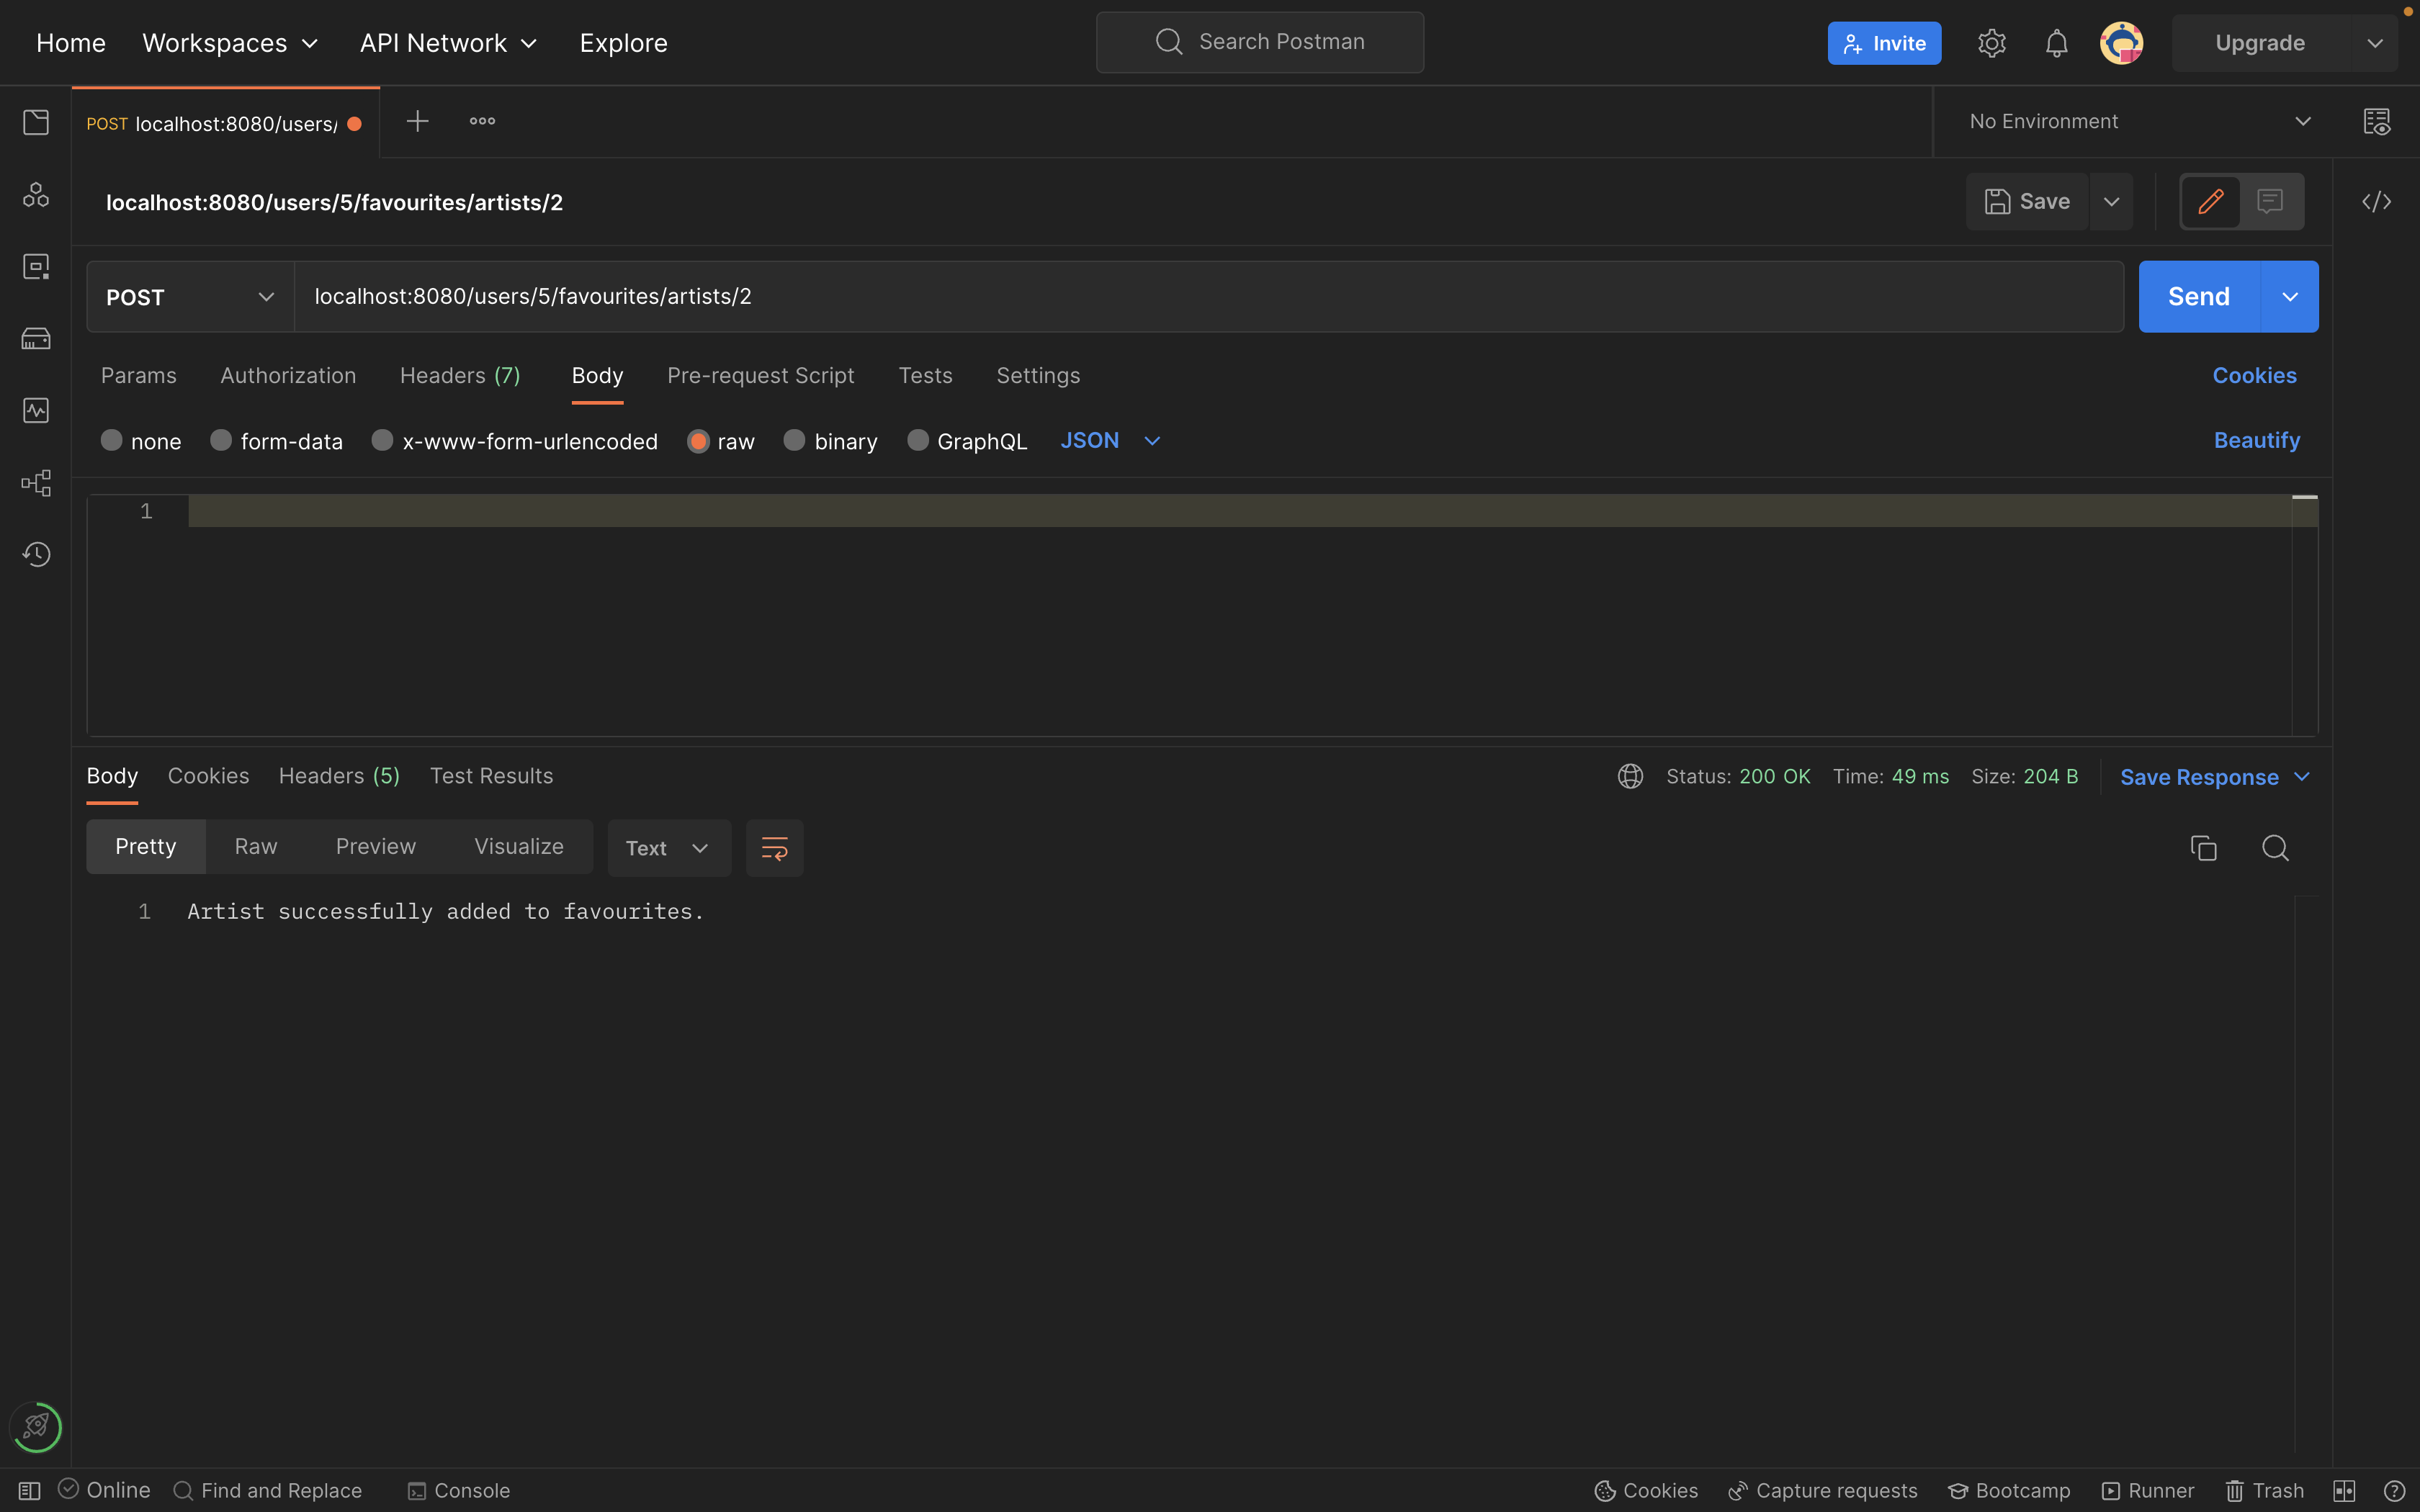 Home Workspaces API Network Explore Search Postman Invite Upgrade
POST localhost:8080/users/ No Environment
localhost:8080/users/5/favourites/artists/2 Save
POST localhost:8080/users/5/favourites/artists/2 Send
Params Authorization Headers (7) Body Pre-request Script Tests Settings Cookies
none form-data x-www-form-urlencoded raw binary GraphQL JSON Beautify
1
Body Cookies Headers (5) Test Results Status: 200 OK Time: 49 ms Size: 204 B Save Response
Pretty Raw Preview Visualize Text
1 Artist successfully added to favourites.
Online Find and Replace Console Cookies Capture requests Bootcamp Runner Trash